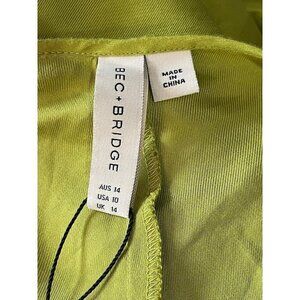 BEC + BRIDGE
AUS 14
USA 10
UK 14
MADE IN
CHINA